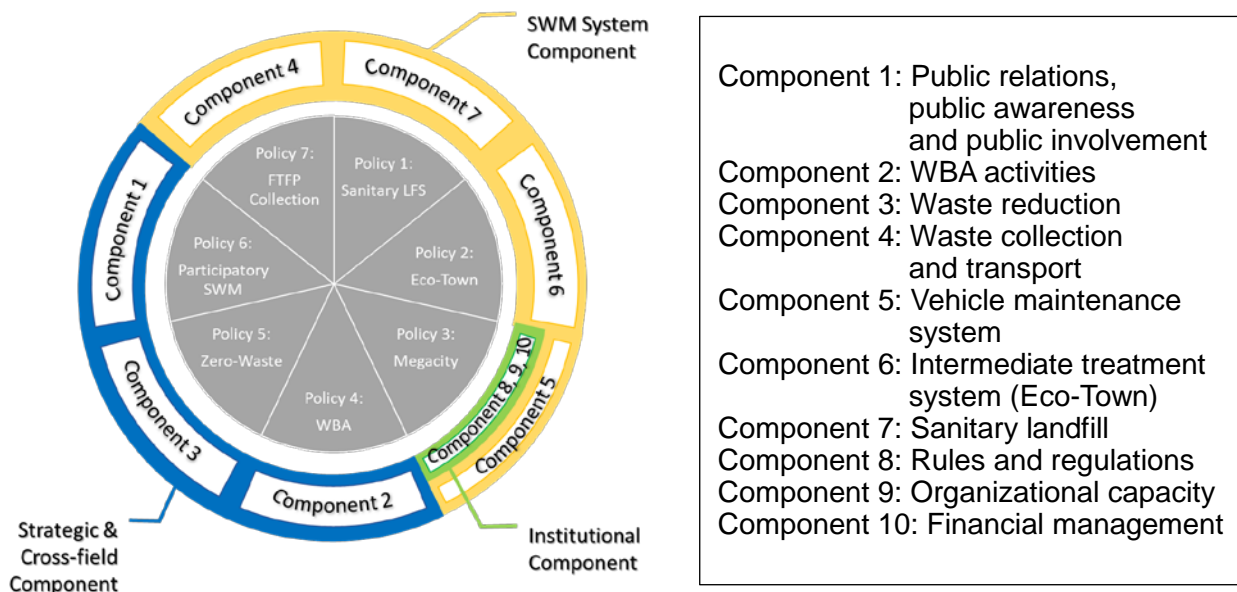 SWM System
Component
Component 4
Component 7
Component 1
Component 6
Policy 7:
FTFP
Collection
Policy 1:
Sanitary LFS
Policy 6:
Participatory
SWM
Policy 2:
Eco-Town
Policy 5:
Zero-Waste
Policy 3:
Megacity
Policy 4:
WBA
Component 8, 9, 10
Component 5
Component 3
Component 2
Strategic &
Cross-field
Component
Institutional
Component
Component 1: Public relations,
public awareness
and public involvement
Component 2: WBA activities
Component 3: Waste reduction
Component 4: Waste collection
and transport
Component 5: Vehicle maintenance
system
Component 6: Intermediate treatment
system (Eco-Town)
Component 7: Sanitary landfill
Component 8: Rules and regulations
Component 9: Organizational capacity
Component 10: Financial management